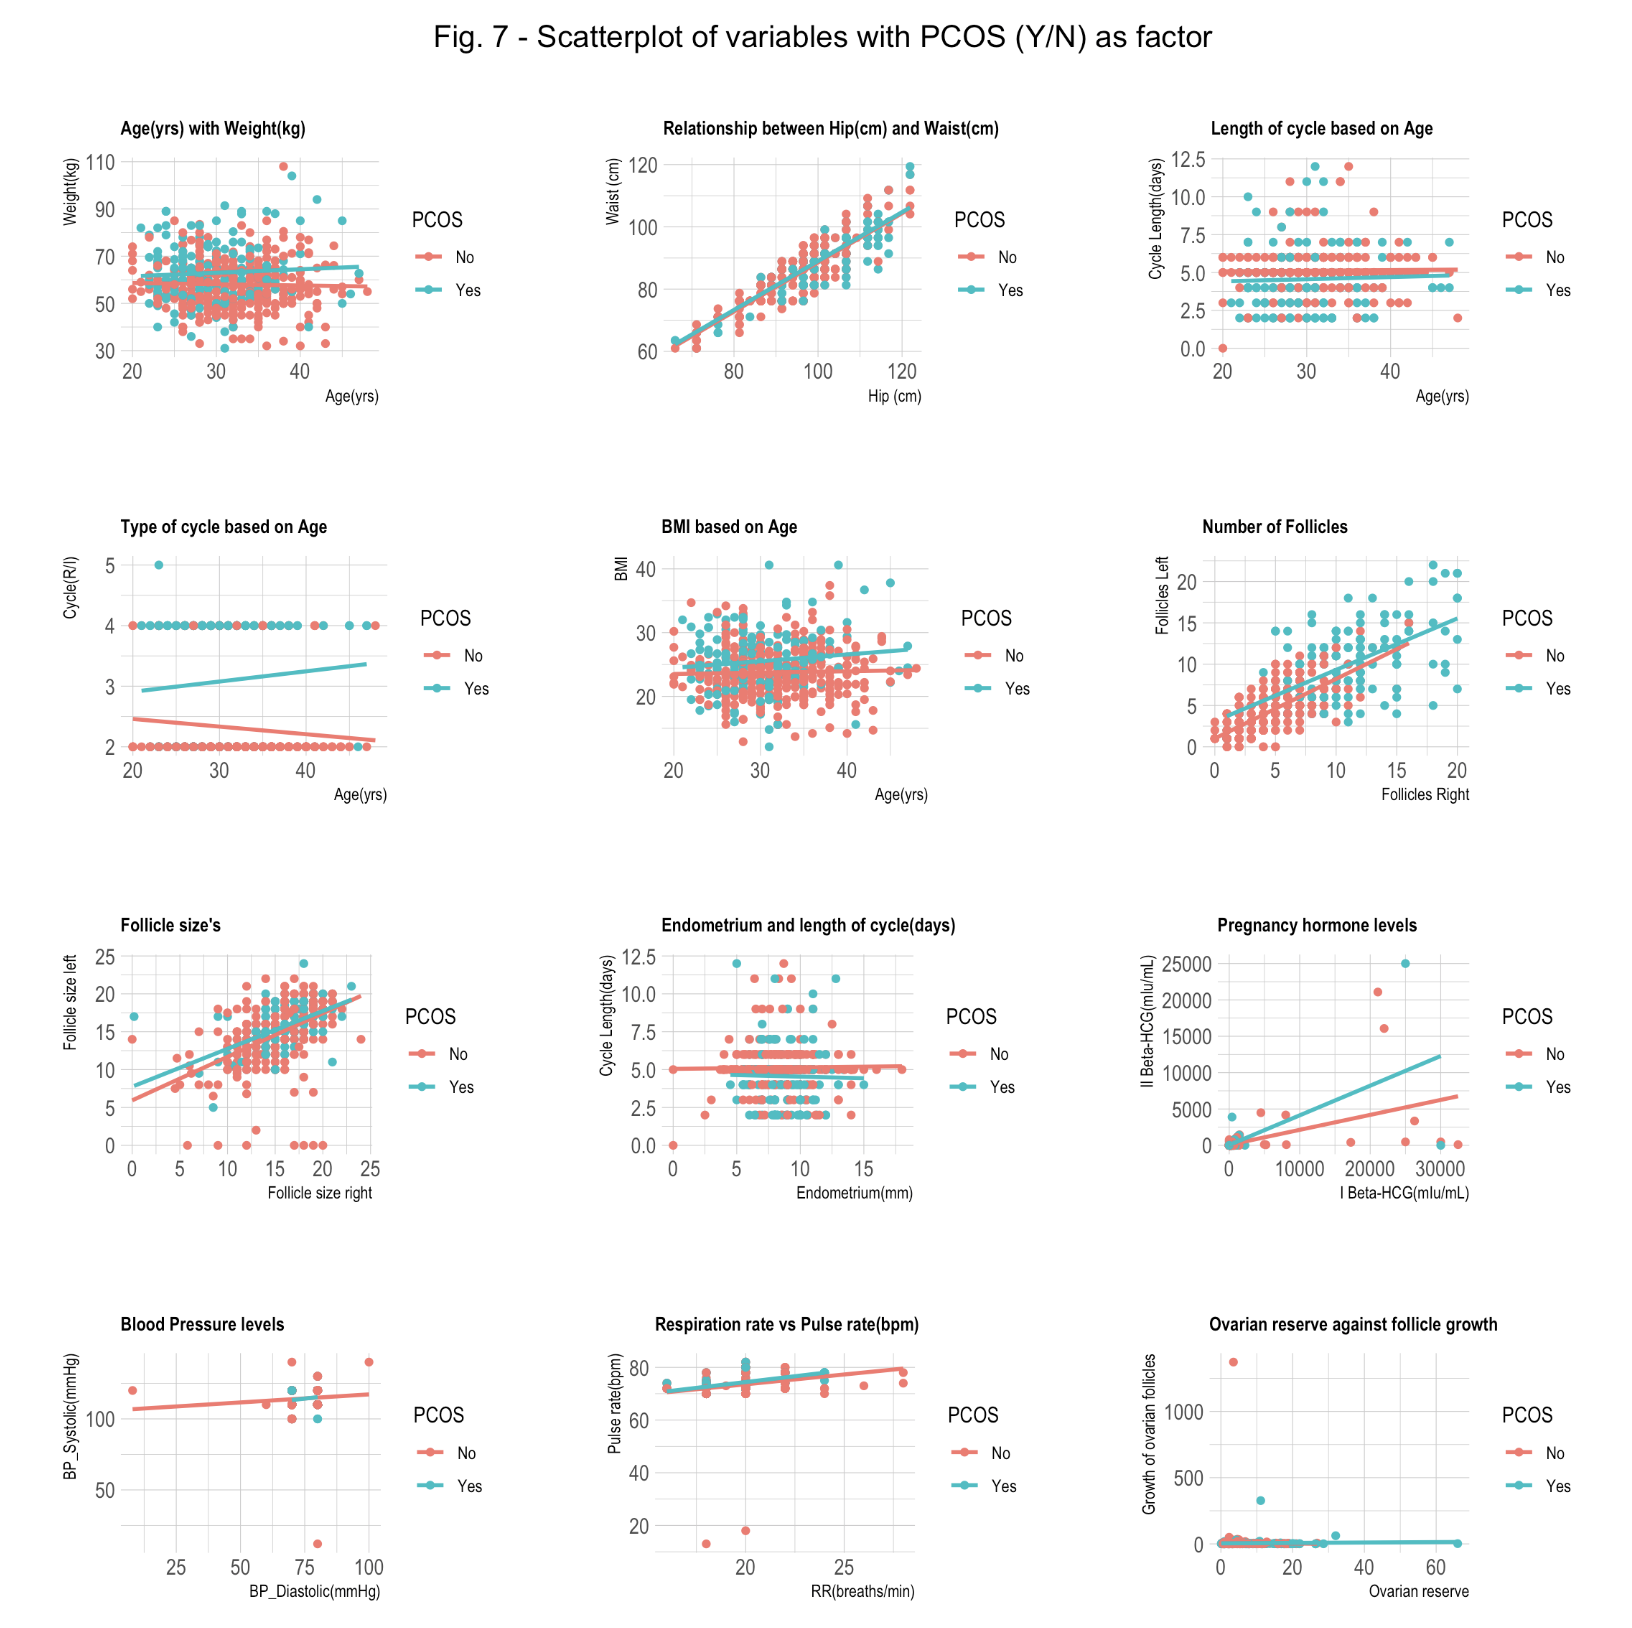 Fig. 7 - Scatterplot of variables with PCOS (Y/N) as factor
Age(yrs) with Weight(kg)
Weight(kg)
110
90
70
50
30
20 30 40
Age(yrs)
PCOS
No
Yes
Relationship between Hip(cm) and Waist(cm)
Waist (cm)
120
100
80
60
80 100 120
Hip (cm)
PCOS
No
Yes
Length of cycle based on Age
Cycle Length(days)
12.5
10.0
7.5
5.0
2.5
0.0
20 30 40
Age(yrs)
PCOS
No
Yes
Type of cycle based on Age
Cycle(R/I)
5
4
3
2
20 30 40
Age(yrs)
PCOS
No
Yes
BMI based on Age
BMI
40
30
20
20 30 40
Age(yrs)
PCOS
No
Yes
Number of Follicles
Follicles Left
20
15
10
5
0
0 5 10 15 20
Follicles Right
PCOS
No
Yes
Follicle size's
Follicle size left
25
20
15
10
5
0
0 5 10 15 20 25
Follicle size right
PCOS
No
Yes
Endometrium and length of cycle(days)
Cycle Length(days)
12.5
10.0
7.5
5.0
2.5
0.0
0 5 10 15
Endometrium(mm)
PCOS
No
Yes
Pregnancy hormone levels
II Beta-HCG(mIu/mL)
25000
20000
15000
10000
5000
0
0 10000 20000 30000
I Beta-HCG(mIu/mL)
PCOS
No
Yes
Blood Pressure levels
BP_Systolic(mmHg)
100
50
25 50 75 100
BP_Diastolic(mmHg)
PCOS
No
Yes
Respiration rate vs Pulse rate(bpm)
Pulse rate(bpm)
80
60
40
20
20 25
RR(breaths/min)
PCOS
No
Yes
Ovarian reserve against follicle growth
Growth of ovarian follicles
1000
500
0
0 20 40 60
Ovarian reserve
PCOS
No
Yes